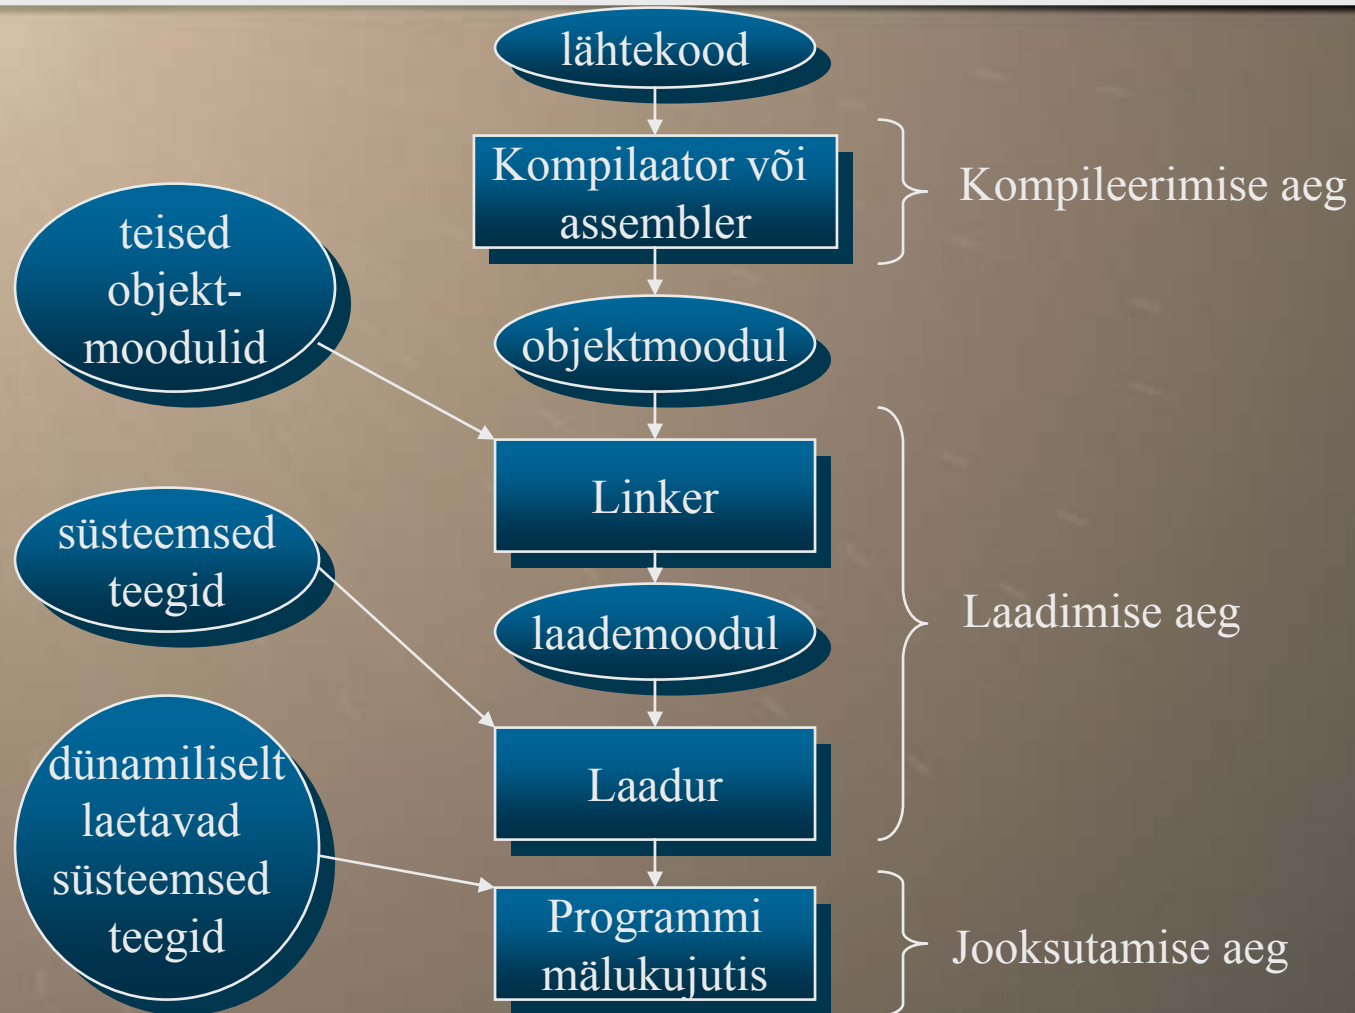 lähtekood
Kompilaator või
assembler
Kompileerimise aeg
teised
objekt-
moodulid
objektmoodul
Linker
süsteemsed
teegid
laademoodul
Laadimise aeg
Laadur
dünamiliselt
laetavad
süsteemsed
teegid
Programmi
mälukujutis
Jooksutamise aeg